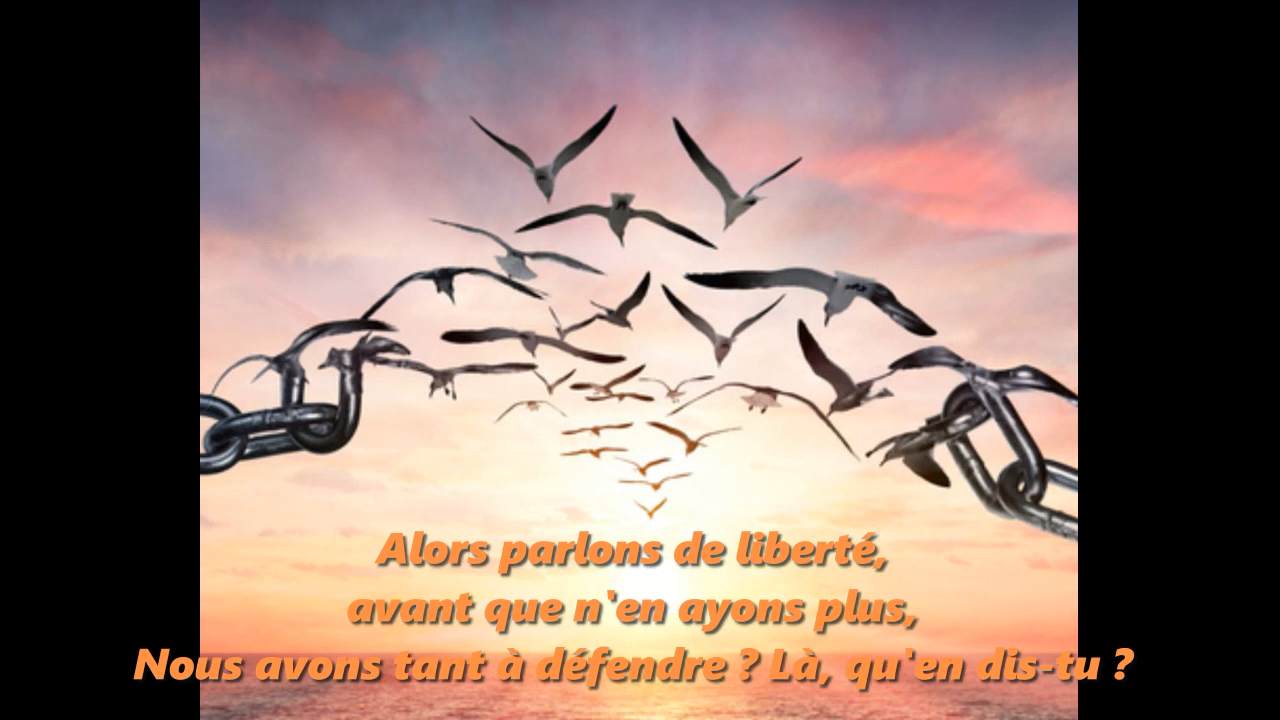 Alors parlons de liberté,
avant que n'en ayons plus,
Nous avons tant à défendre ? Là, qu'en dis-tu ?